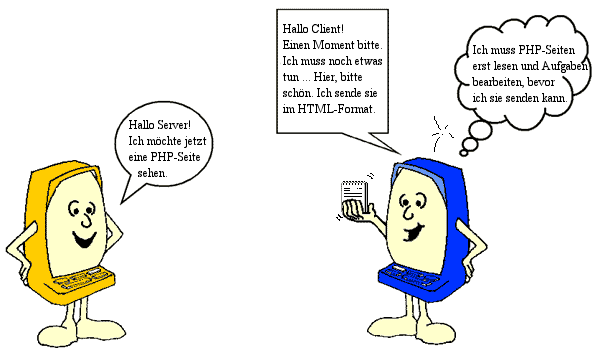 Hallo Server!
Ich möchte jetzt
eine PHP-Seite
sehen.
Hallo Client!
Einen Moment bitte.
Ich muss noch etwas
tun ... Hier, bitte
schön. Ich sende sie
im HTML-Format.
Ich muss PHP-Seiten
erst lesen und Aufgaben
bearbeiten, bevor
ich sie senden kann.